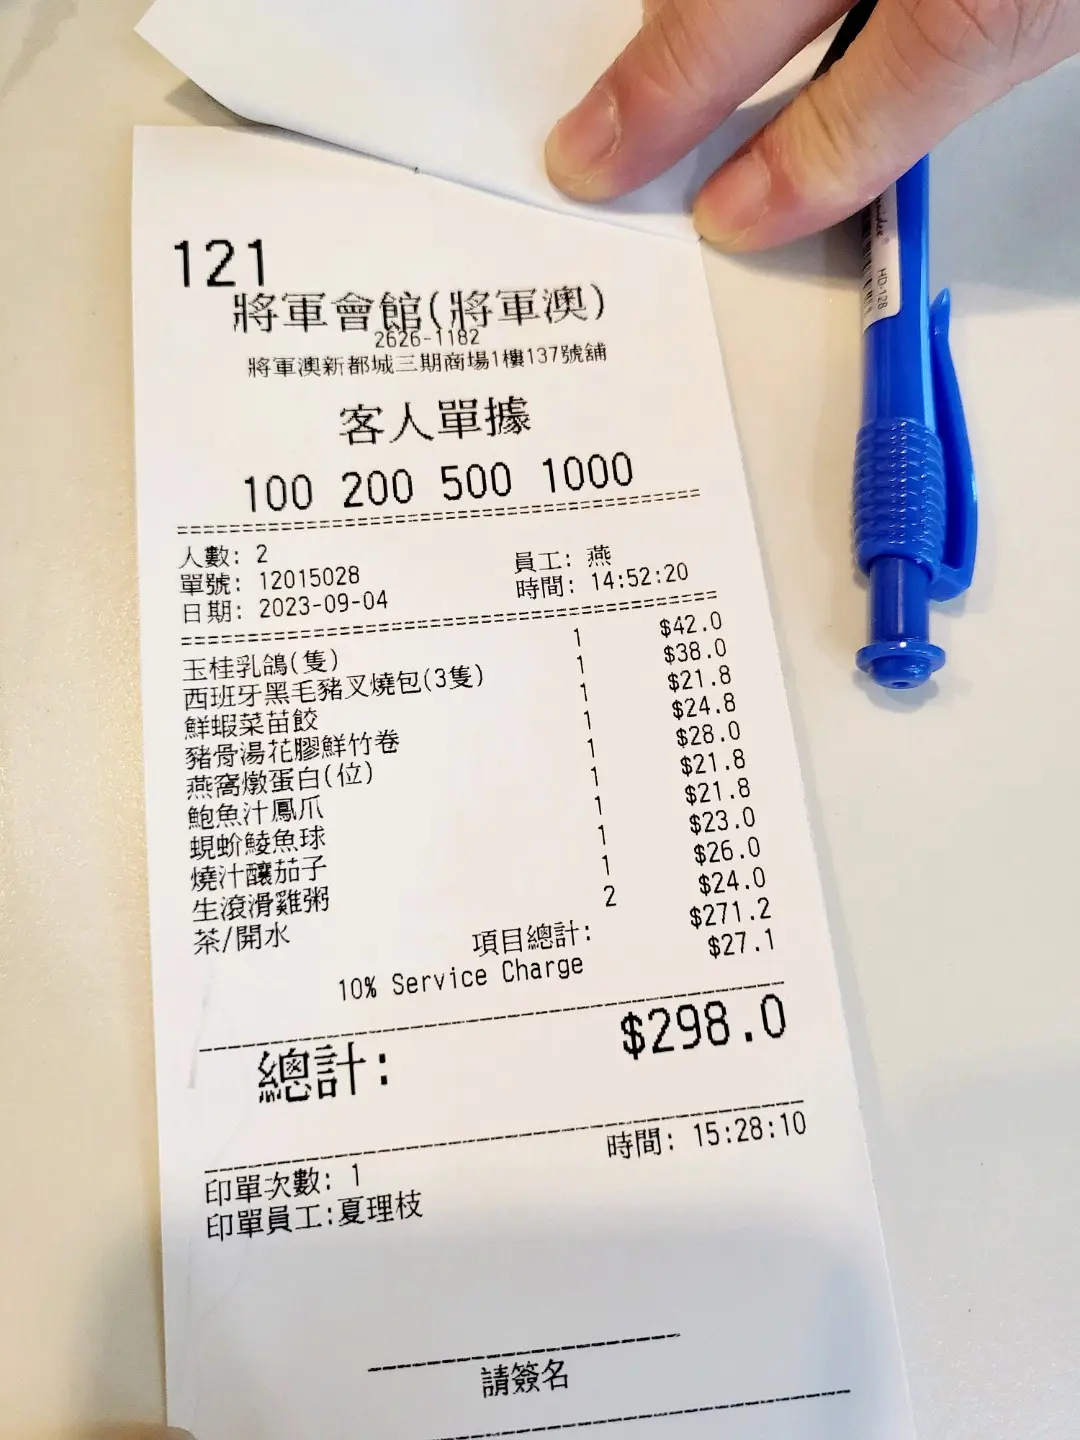 121
將軍會館(將軍澳)
2626-1182
將軍澳新都城三期商場1樓137號舖
客人單據
100 200 500 1000
人數: 2 員工: 燕
單號: 12015028 時間: 14:52:20
日期: 2023-09-04
玉桂乳鴿(隻) 1 $42.0
西班牙黑毛豬叉燒包(3隻) 1 $38.0
鮮蝦菜苗餃 1 $21.8
豬骨湯花膠鮮竹卷 1 $24.8
燕窩燉蛋白(位) 1 $28.0
鮑魚汁鳳爪 1 $21.8
蜆蚧鯪魚球 1 $21.8
燒汁釀茄子 1 $23.0
生滾滑雞粥 1 $26.0
茶/開水 2 $24.0
項目總計: $271.2
10% Service Charge $27.1
總計: $298.0
時間: 15:28:10
印單次數: 1
印單員工:夏理枝
請簽名
HD-12B